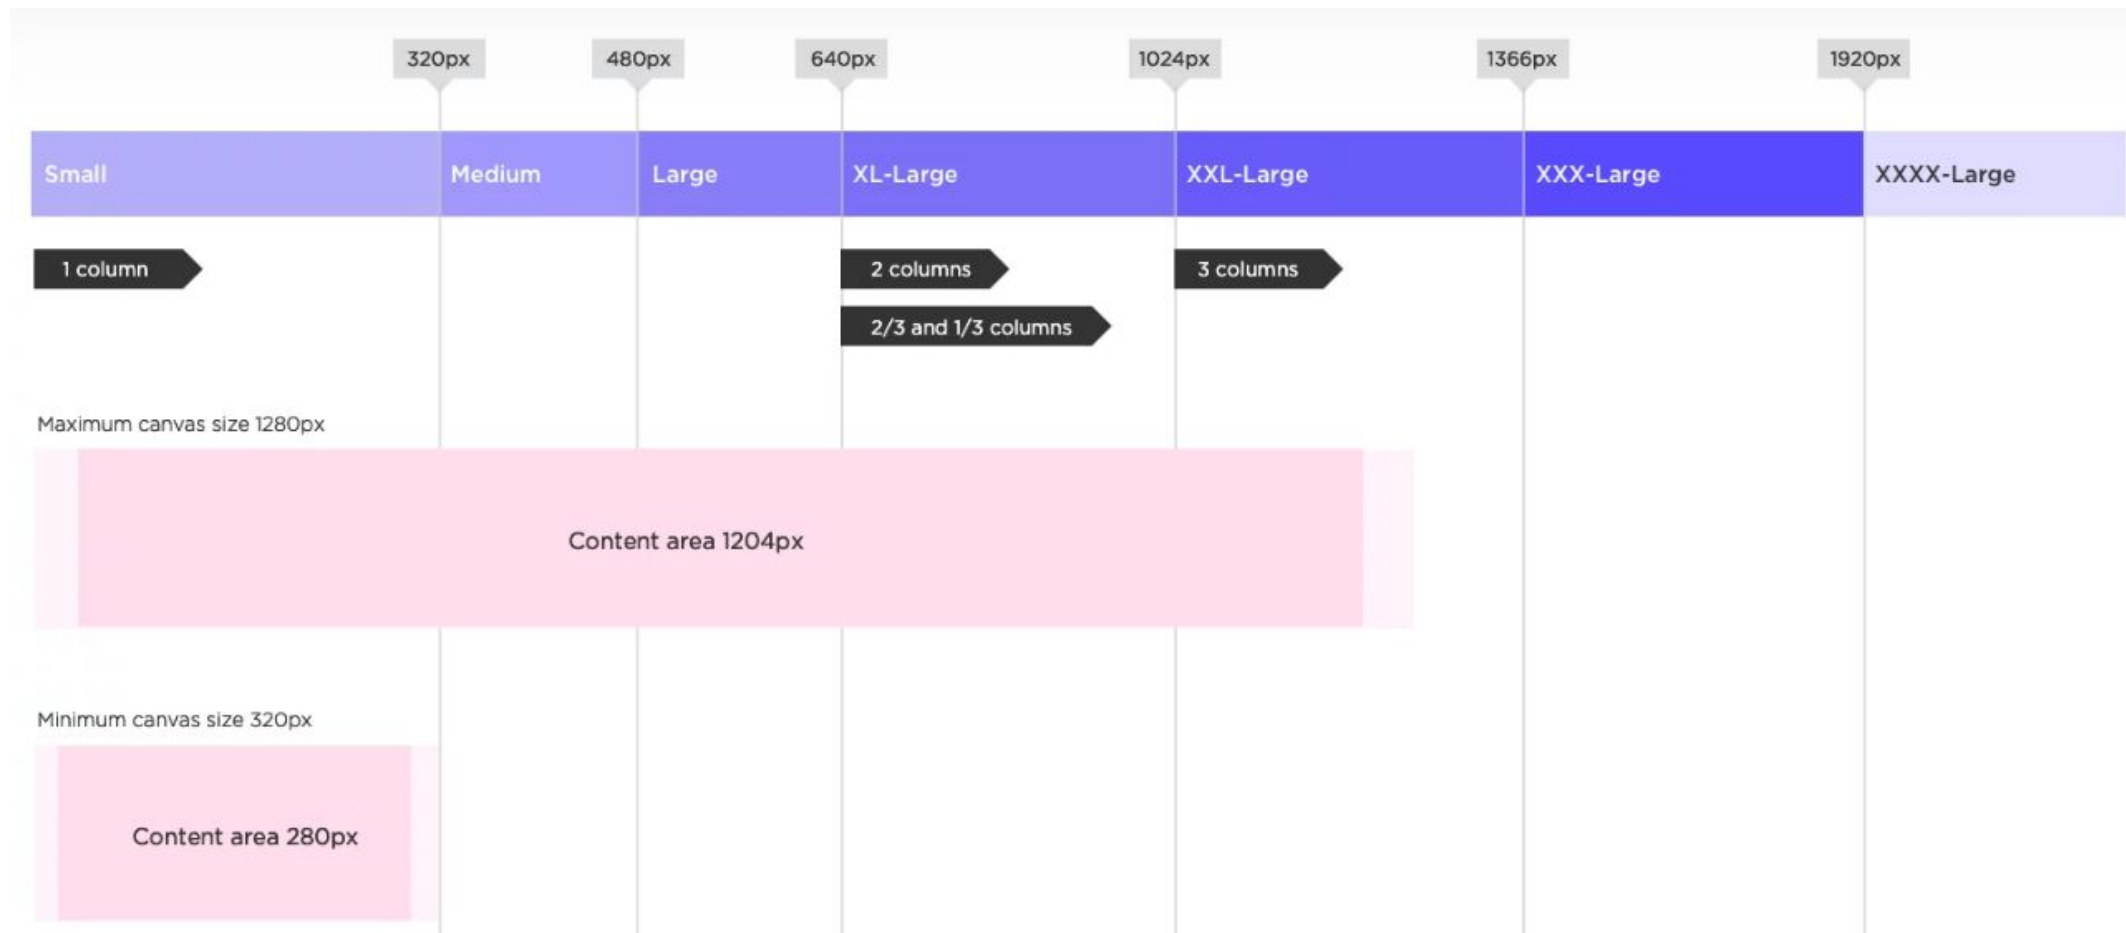 320px
480px
640px
1024px
1366px
1920px
Small
Medium
Large
XL-Large
XXL-Large
XXX-Large
XXXX-Large
1 column
2 columns
3 columns
2/3 and 1/3 columns
Maximum canvas size 1280px
Content area 1204px
Minimum canvas size 320px
Content area 280px